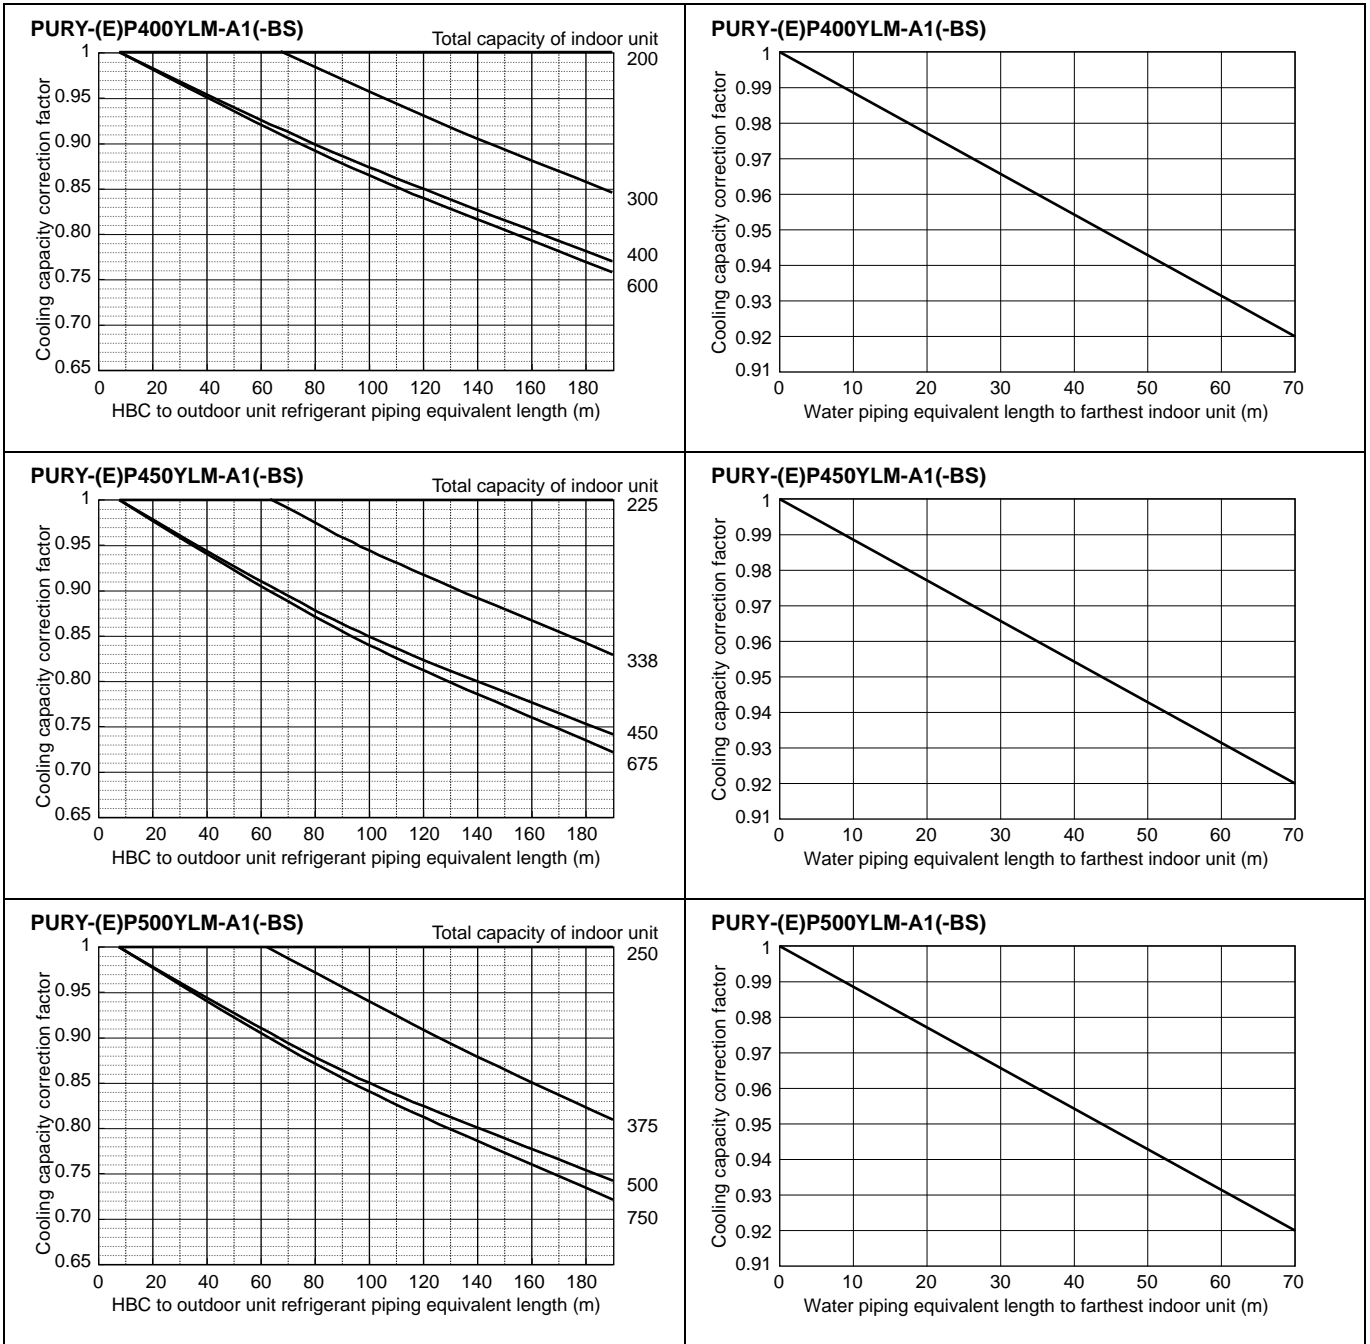 PURY-(E)P400YLM-A1(-BS)
Total capacity of indoor unit
Cooling capacity correction factor
1
0.95
0.90
0.85
0.80
0.75
0.70
0.65
200
300
400
600
0 20 40 60 80 100 120 140 160 180
HBC to outdoor unit refrigerant piping equivalent length (m)
PURY-(E)P400YLM-A1(-BS)
Cooling capacity correction factor
1
0.99
0.98
0.97
0.96
0.95
0.94
0.93
0.92
0.91
0 10 20 30 40 50 60 70
Water piping equivalent length to farthest indoor unit (m)
PURY-(E)P450YLM-A1(-BS)
Total capacity of indoor unit
Cooling capacity correction factor
1
0.95
0.90
0.85
0.80
0.75
0.70
0.65
225
338
450
675
0 20 40 60 80 100 120 140 160 180
HBC to outdoor unit refrigerant piping equivalent length (m)
PURY-(E)P450YLM-A1(-BS)
Cooling capacity correction factor
1
0.99
0.98
0.97
0.96
0.95
0.94
0.93
0.92
0.91
0 10 20 30 40 50 60 70
Water piping equivalent length to farthest indoor unit (m)
PURY-(E)P500YLM-A1(-BS)
Total capacity of indoor unit
Cooling capacity correction factor
1
0.95
0.90
0.85
0.80
0.75
0.70
0.65
250
375
500
750
0 20 40 60 80 100 120 140 160 180
HBC to outdoor unit refrigerant piping equivalent length (m)
PURY-(E)P500YLM-A1(-BS)
Cooling capacity correction factor
1
0.99
0.98
0.97
0.96
0.95
0.94
0.93
0.92
0.91
0 10 20 30 40 50 60 70
Water piping equivalent length to farthest indoor unit (m)